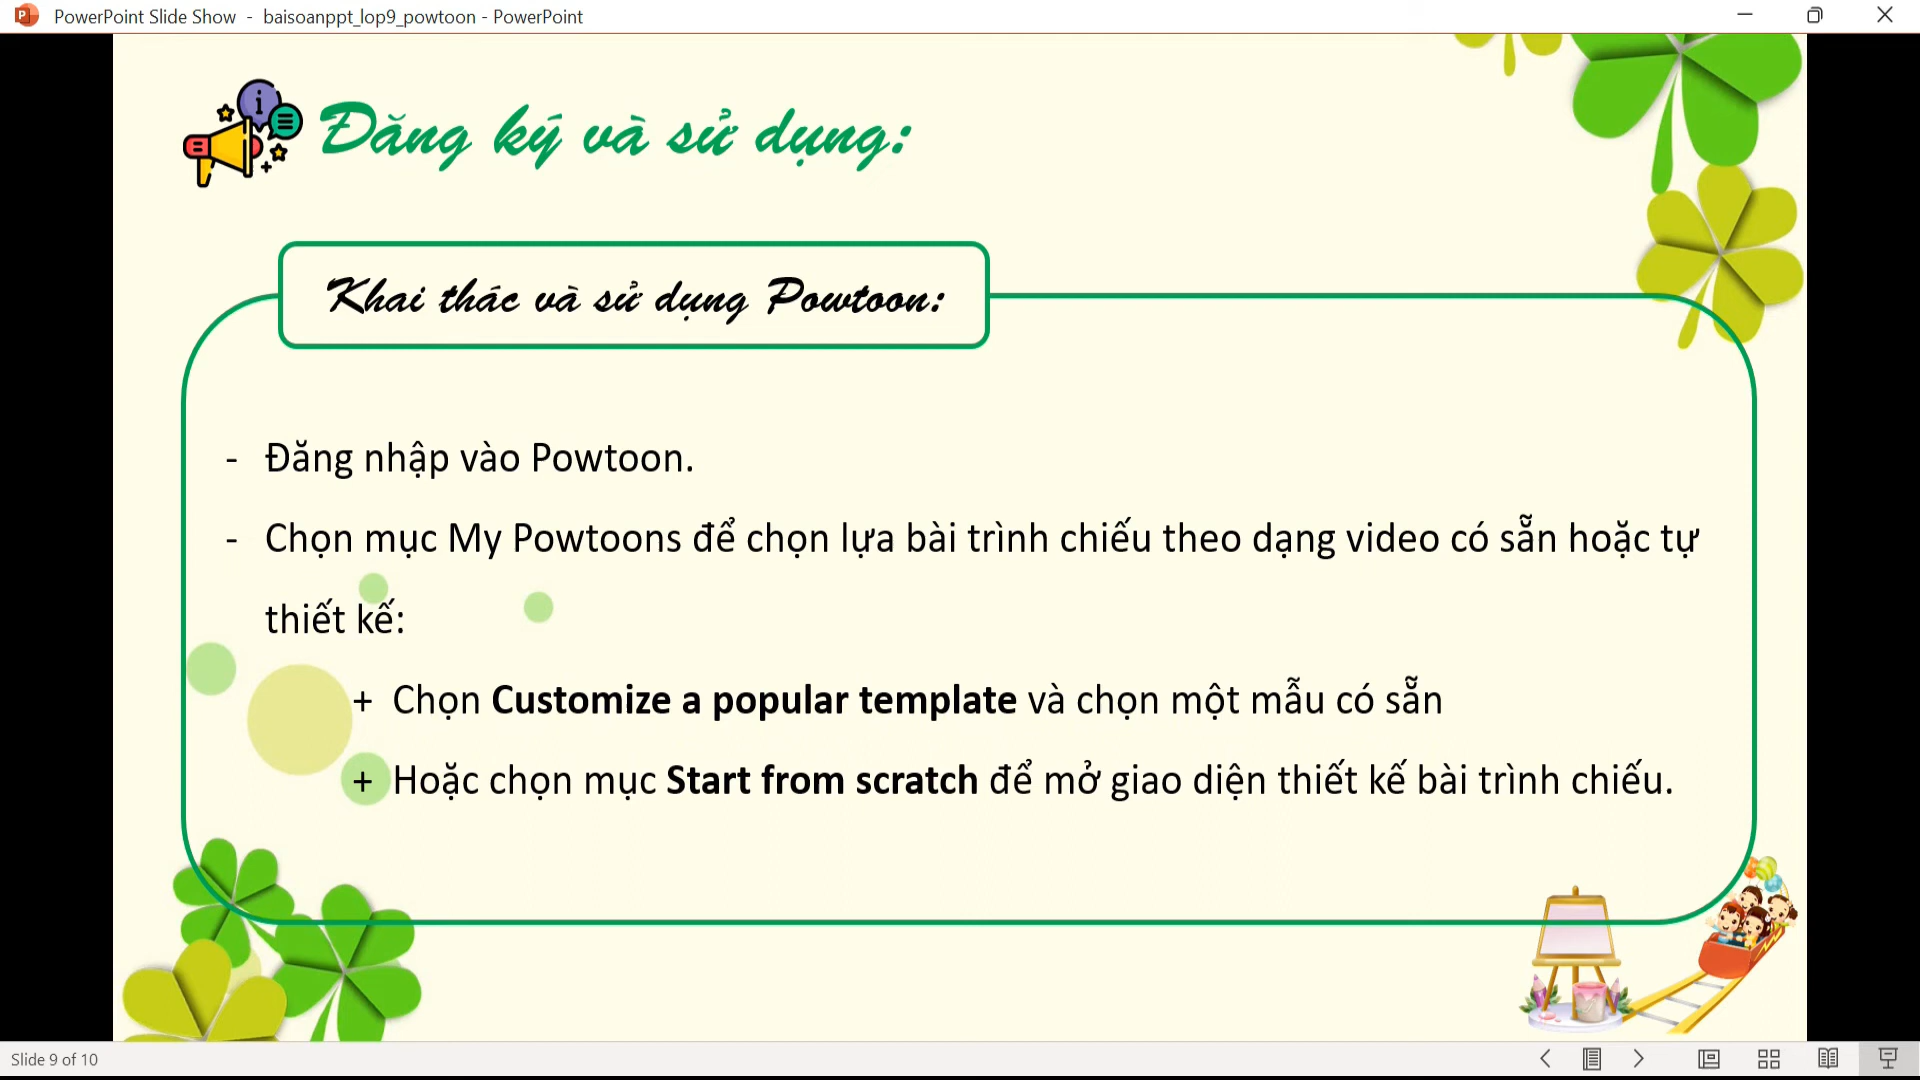 PowerPoint Slide Show - baisoanppt_lop9_powtoon - PowerPoint
Đăng ký và sử dụng:
Khai thác và sử dụng Powtoon:
- Đăng nhập vào Powtoon.
- Chọn mục My Powtoons để chọn lựa bài trình chiếu theo dạng video có sẵn hoặc tự
thiết kế:
+ Chọn Customize a popular template và chọn một mẫu có sẵn
+ Hoặc chọn mục Start from scratch để mở giao diện thiết kế bài trình chiếu.
Slide 9 of 10